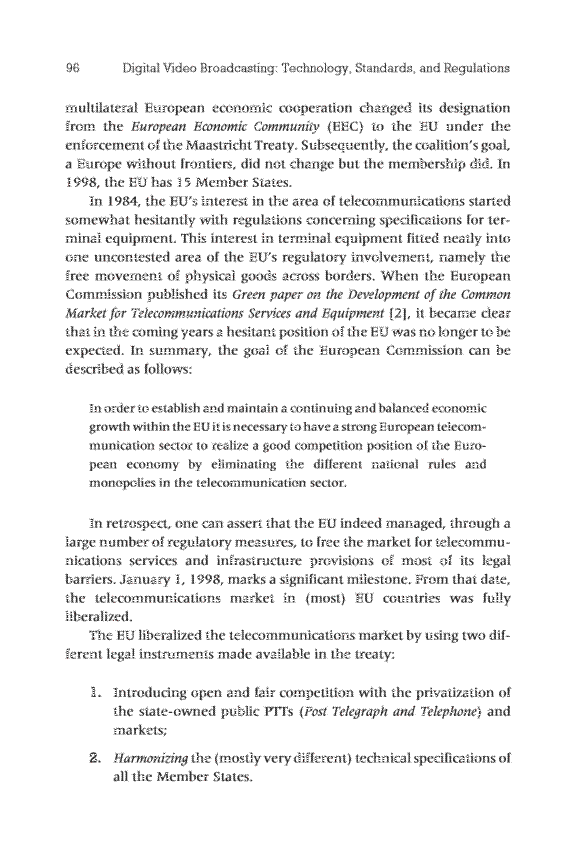 96 Digital Video Broadcasting: Technology, Standards, and Regulations
multilateral European economic cooperation changed its designation
from the European Economic Community (EEC) to the EU under the
enforcement of the Maastricht Treaty. Subsequently, the coalition's goal,
a Europe without frontiers, did not change but the membership did. In
1998, the EU has 15 Member States.
In 1984, the EU's interest in the area of telecommunications started
somewhat hesitantly with regulations concerning specifications for ter-
minal equipment. This interest in terminal equipment fitted neatly into
one uncontested area of the EU's regulatory involvement, namely the
free movement of physical goods across borders. When the European
Commission published its Green paper on the Development of the Common
Market for Telecommunications Services and Equipment [2], it became clear
that in the coming years a hesitant position of the EU was no longer to be
expected. In summary, the goal of the European Commission can be
described as follows:
In order to establish and maintain a continuing and balanced economic
growth within the EU it is necessary to have a strong European telecom-
munication sector to realize a good competition position of the Euro-
pean economy by eliminating the different national rules and
monopolies in the telecommunication sector.
In retrospect, one can assert that the EU indeed managed, through a
large number of regulatory measures, to free the market for telecommu-
nications services and infrastructure provisions of most of its legal
barriers. January 1, 1998, marks a significant milestone. From that date,
the telecommunications market in (most) EU countries was fully
liberalized.
The EU liberalized the telecommunications market by using two dif-
ferent legal instruments made available in the treaty:
1. Introducing open and fair competition with the privatization of
the state-owned public PTTs (Post Telegraph and Telephone) and
markets;
2. Harmonizing the (mostly very different) technical specifications of
all the Member States.